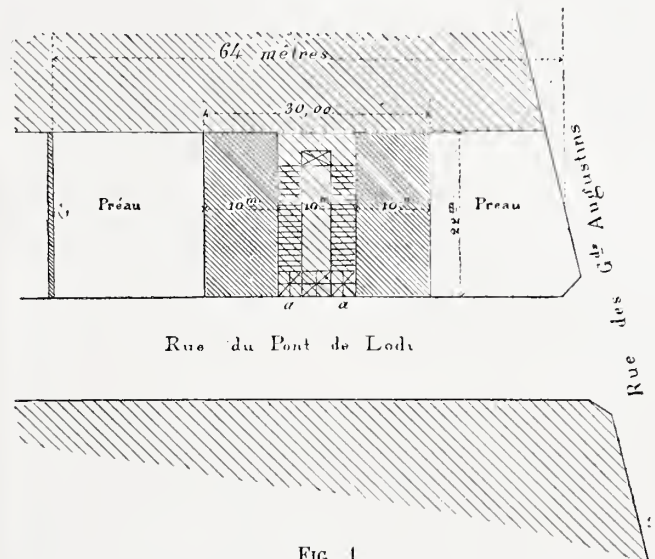 64 mètres
30,00
Préau
10m
10m
10m
22m
Préau
a
a
Rue du Pont de Lodi
Rue des Gds Augustins
FIG. 1